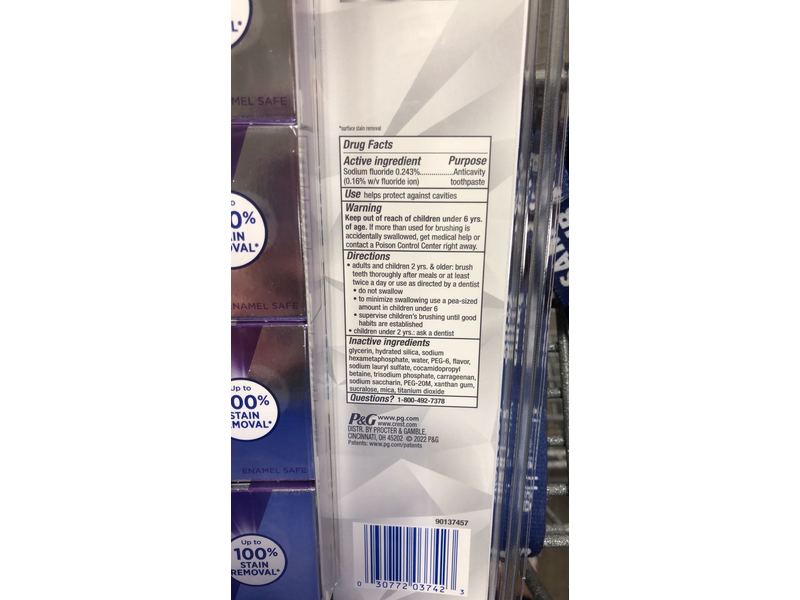 L*
MEL SAFE
0%
IN
OVAL*
NAMEL SAFE
Up to
00%
STAIN
EMOVAL*
ENAMEL SAFE
Up to
100%
STAIN
REMOVAL*
*surface stain removal
Drug Facts
Active ingredient Purpose
Sodium fluoride 0.243%..............Anticavity
(0.16% w/v fluoride ion) toothpaste
Use helps protect against cavities
Warning
Keep out of reach of children under 6 yrs.
of age. If more than used for brushing is
accidentally swallowed, get medical help or
contact a Poison Control Center right away.
Directions
• adults and children 2 yrs. & older: brush
teeth thoroughly after meals or at least
twice a day or use as directed by a dentist
• do not swallow
• to minimize swallowing use a pea-sized
amount in children under 6
• supervise children's brushing until good
habits are established
• children under 2 yrs.: ask a dentist
Inactive ingredients
glycerin, hydrated silica, sodium
hexametaphosphate, water, PEG-6, flavor,
sodium lauryl sulfate, cocamidopropyl
betaine, trisodium phosphate, carrageenan,
sodium saccharin, PEG-20M, xanthan gum,
sucralose, mica, titanium dioxide
Questions? 1-800-492-7378
P&G www.pg.com
www.crest.com
DISTR. BY PROCTER & GAMBLE,
CINCINNATI, OH 45202 © 2022 P&G
Patents: www.pg.com/patents
90137457
0 30772 03742 3